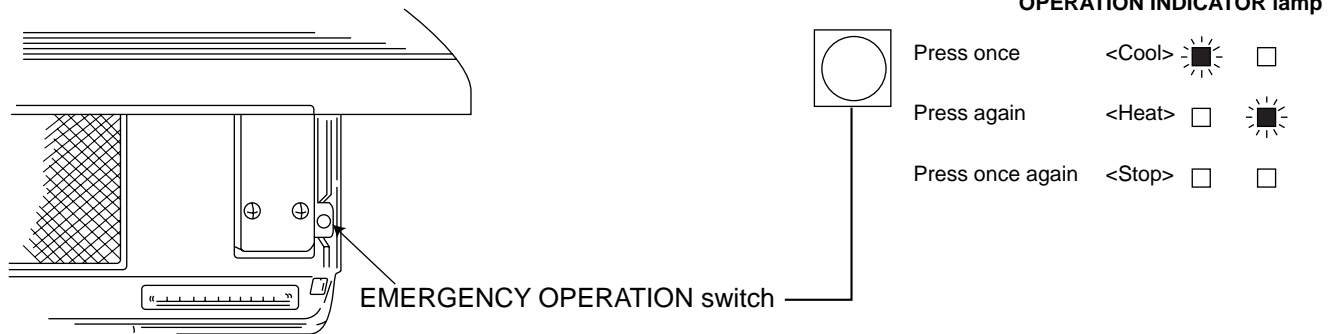 OPERATION INDICATOR lamp
Press once <Cool>
Press again <Heat>
Press once again <Stop>
EMERGENCY OPERATION switch